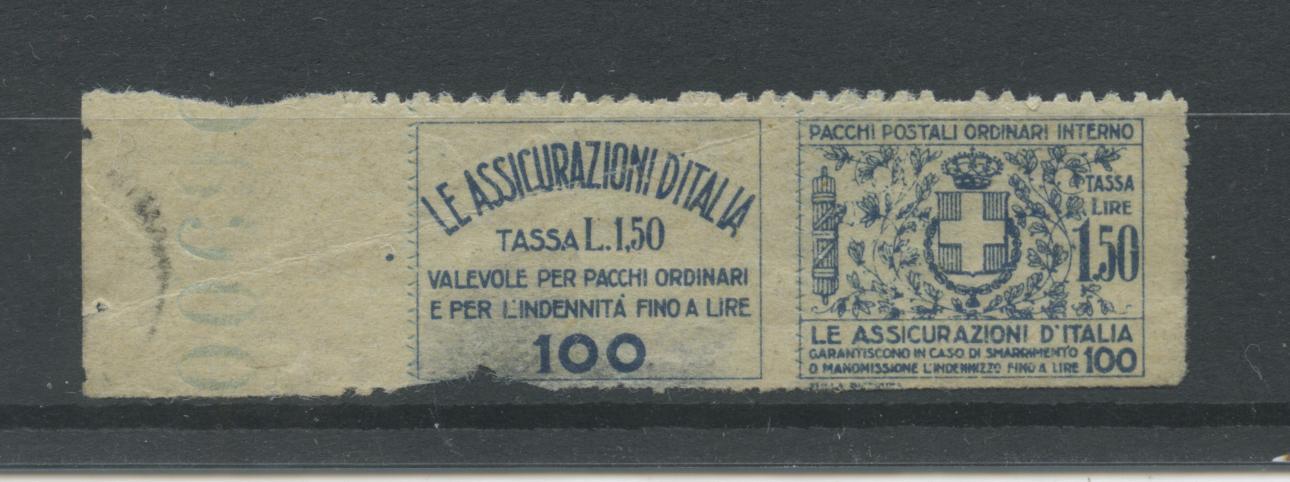 LE ASSICURAZIONI D'ITALIA
TASSA L. 1,50
VALEVOLE PER PACCHI ORDINARI
E PER L'INDENNITÀ FINO A LIRE
100
PACCHI POSTALI ORDINARI INTERNO
TASSA
LIRE
1.50
LE ASSICURAZIONI D'ITALIA
GARANTISCONO IN CASO DI SMARRIMENTO
O MANOMISSIONE L'INDENNIZZO FINO A LIRE 100